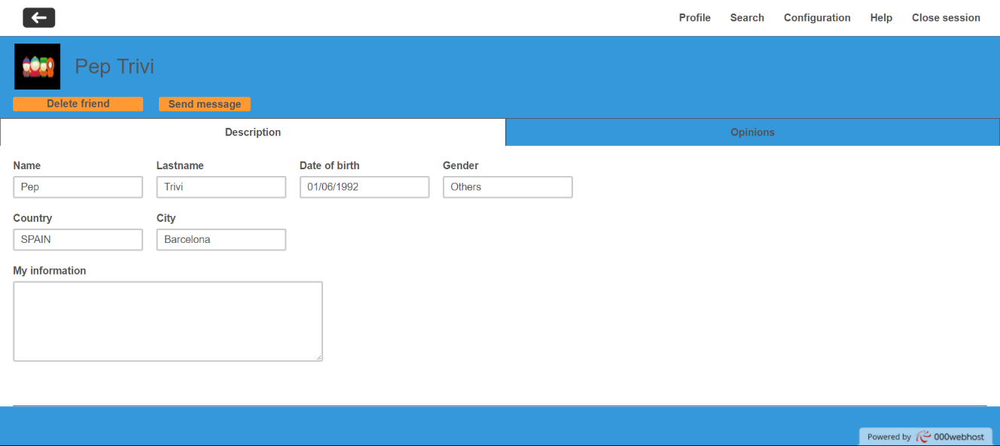 Profile Search Configuration Help Close session
Pep Trivi
Delete friend Send message
Description Opinions
Name Lastname Date of birth Gender
Pep Trivi 01/06/1992 Others
Country City
SPAIN Barcelona
My information
Powered by 000webhost